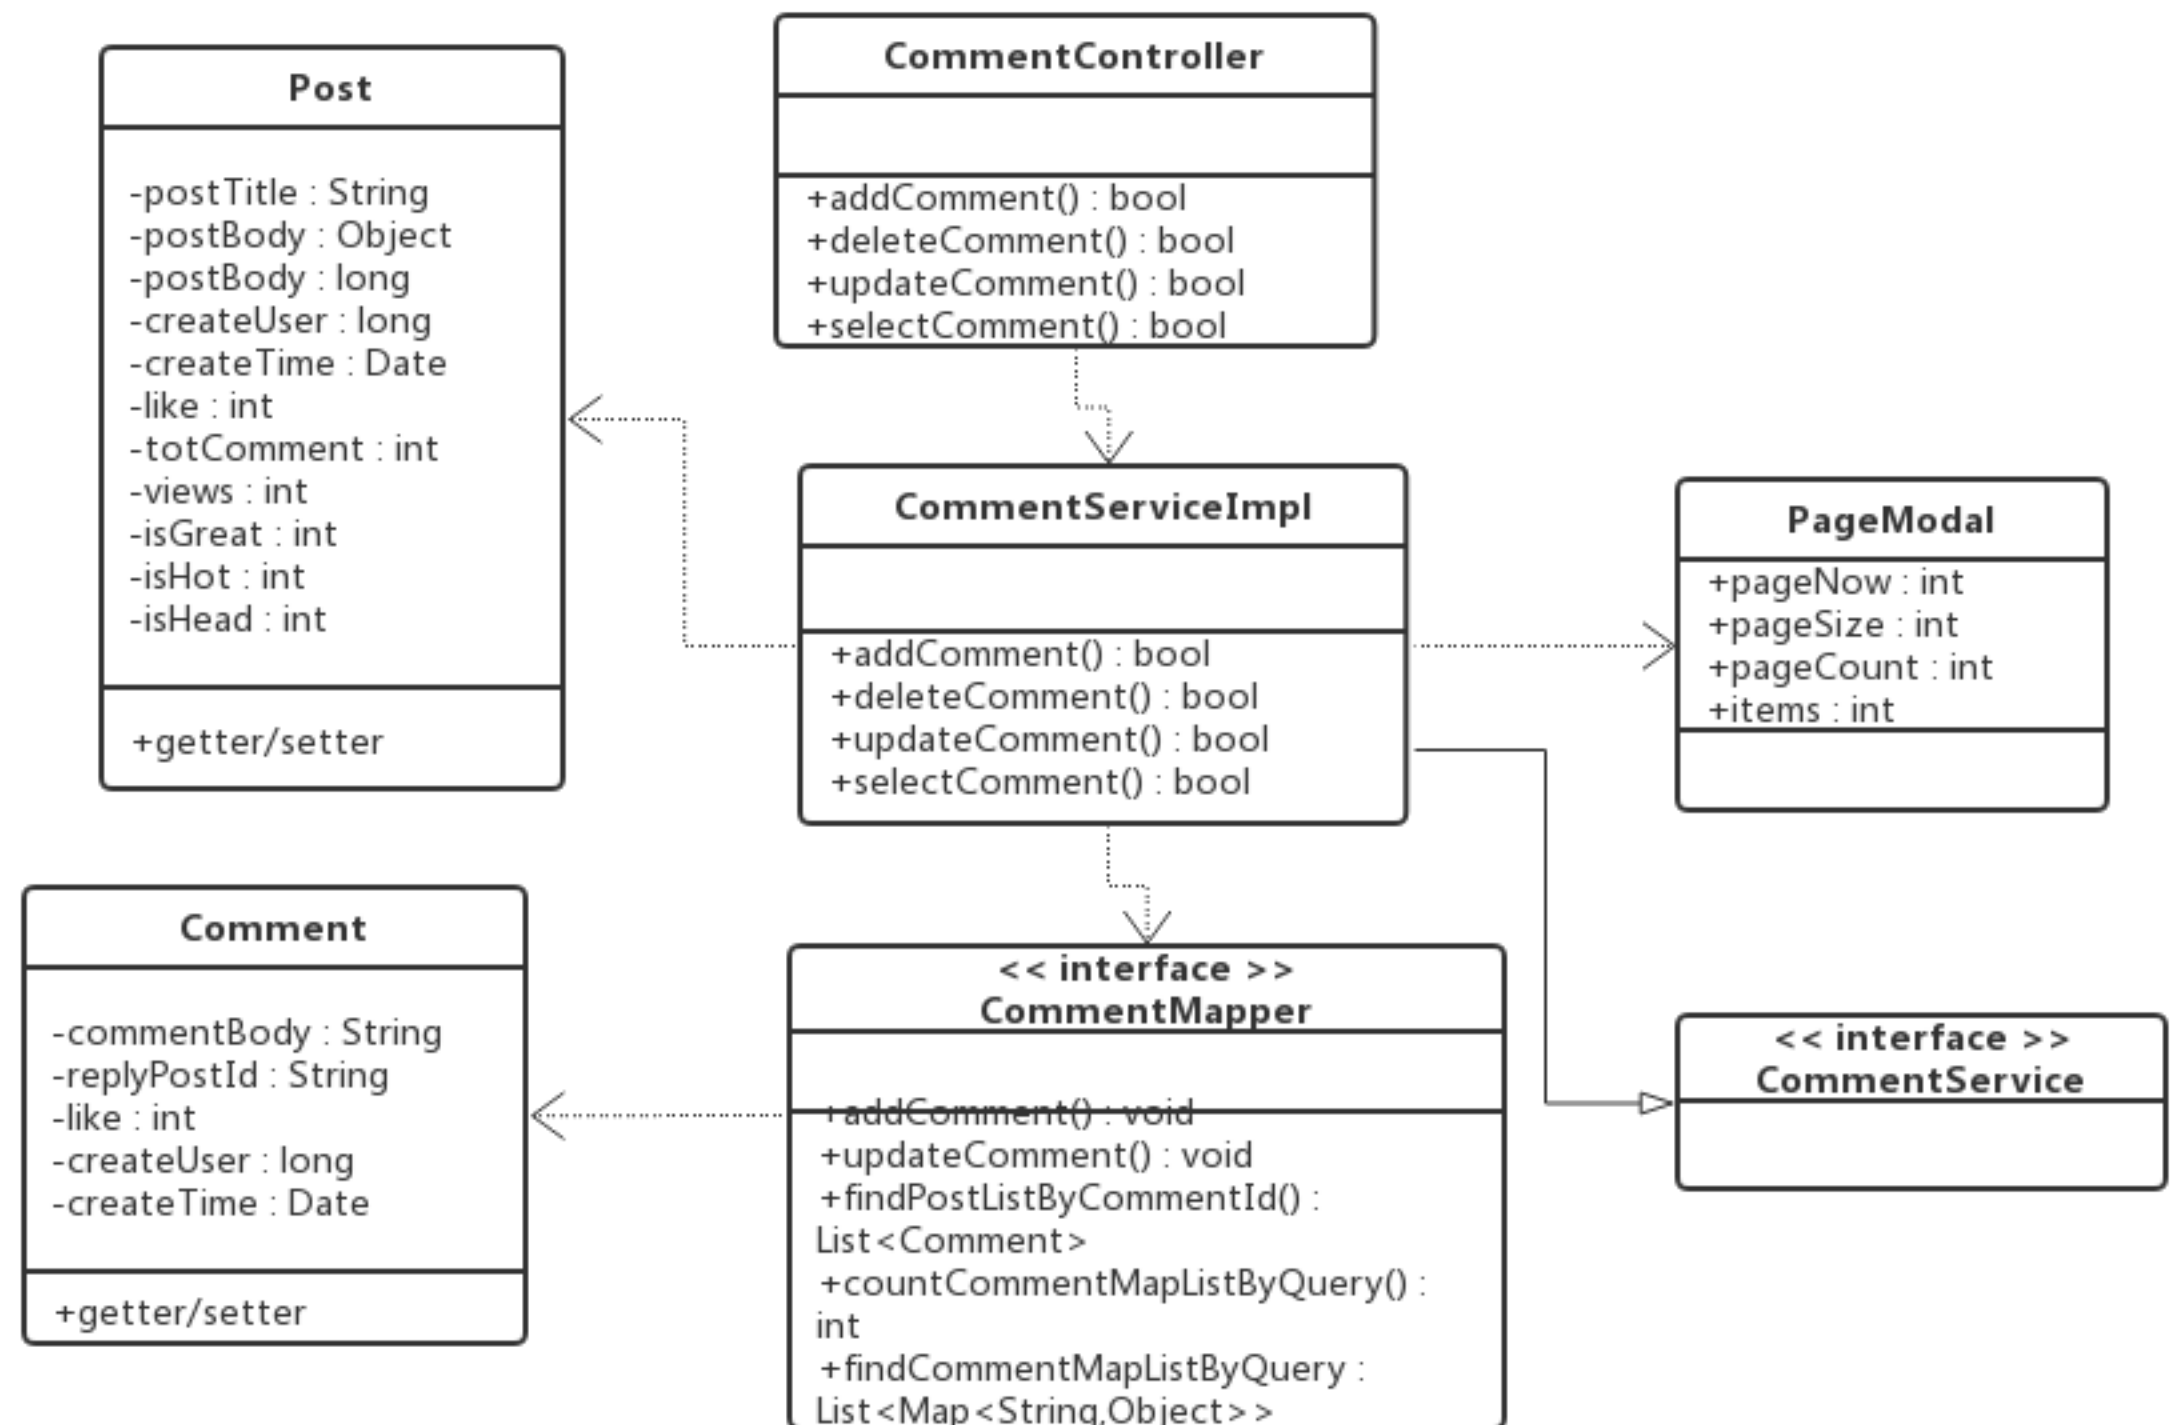 Post
-postTitle : String
-postBody : Object
-postBody : long
-createUser : long
-createTime : Date
-like : int
-totComment : int
-views : int
-isGreat : int
-isHot : int
-isHead : int
+getter/setter
CommentController
+addComment() : bool
+deleteComment() : bool
+updateComment() : bool
+selectComment() : bool
CommentServiceImpl
+addComment() : bool
+deleteComment() : bool
+updateComment() : bool
+selectComment() : bool
PageModal
+pageNow : int
+pageSize : int
+pageCount : int
+items : int
Comment
-commentBody : String
-replyPostId : String
-like : int
-createUser : long
-createTime : Date
+getter/setter
<< interface >>
CommentMapper
+addComment() : void
+updateComment() : void
+findPostListByCommentId() :
List<Comment>
+countCommentMapListByQuery() :
int
+findCommentMapListByQuery :
List<Map<String,Object>>
<< interface >>
CommentService